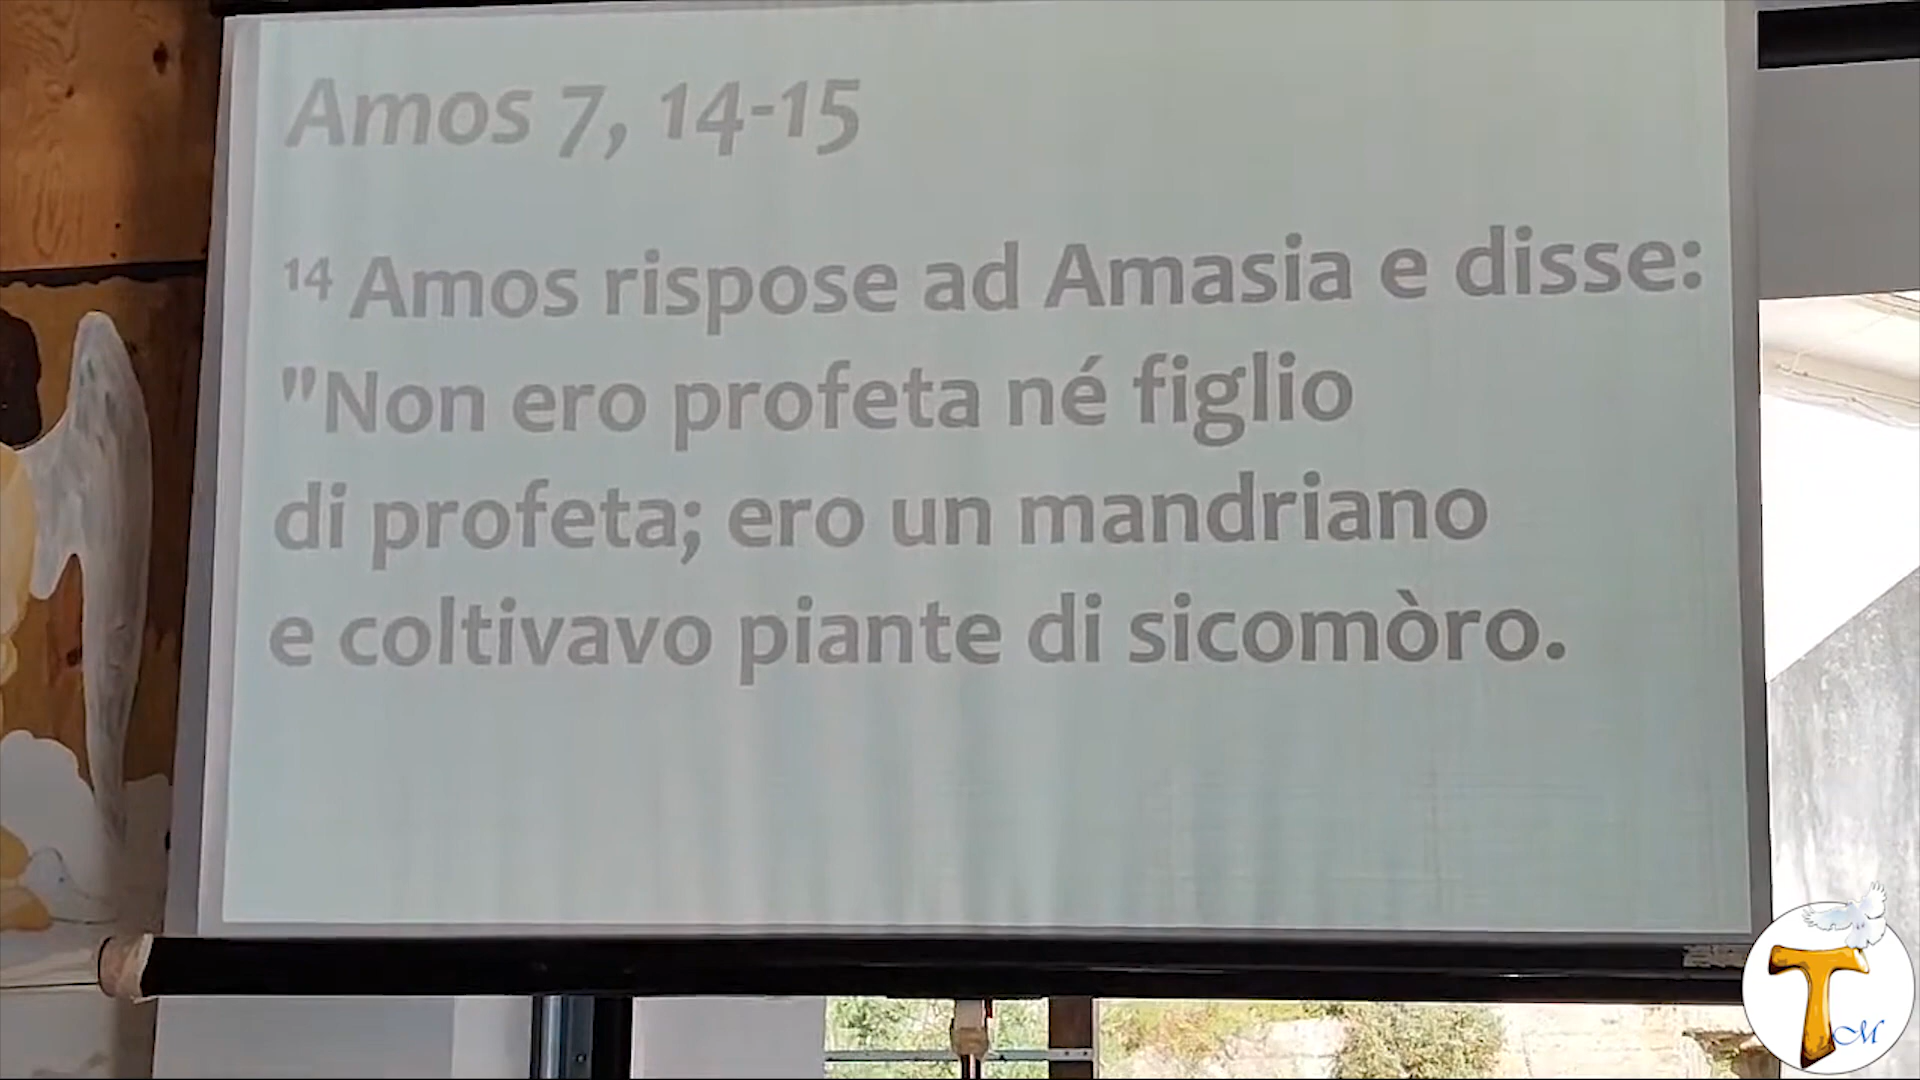 Amos 7, 14-15
¹⁴ Amos rispose ad Amasia e disse:
"Non ero profeta né figlio
di profeta; ero un mandriano
e coltivavo piante di sicomòro.
M